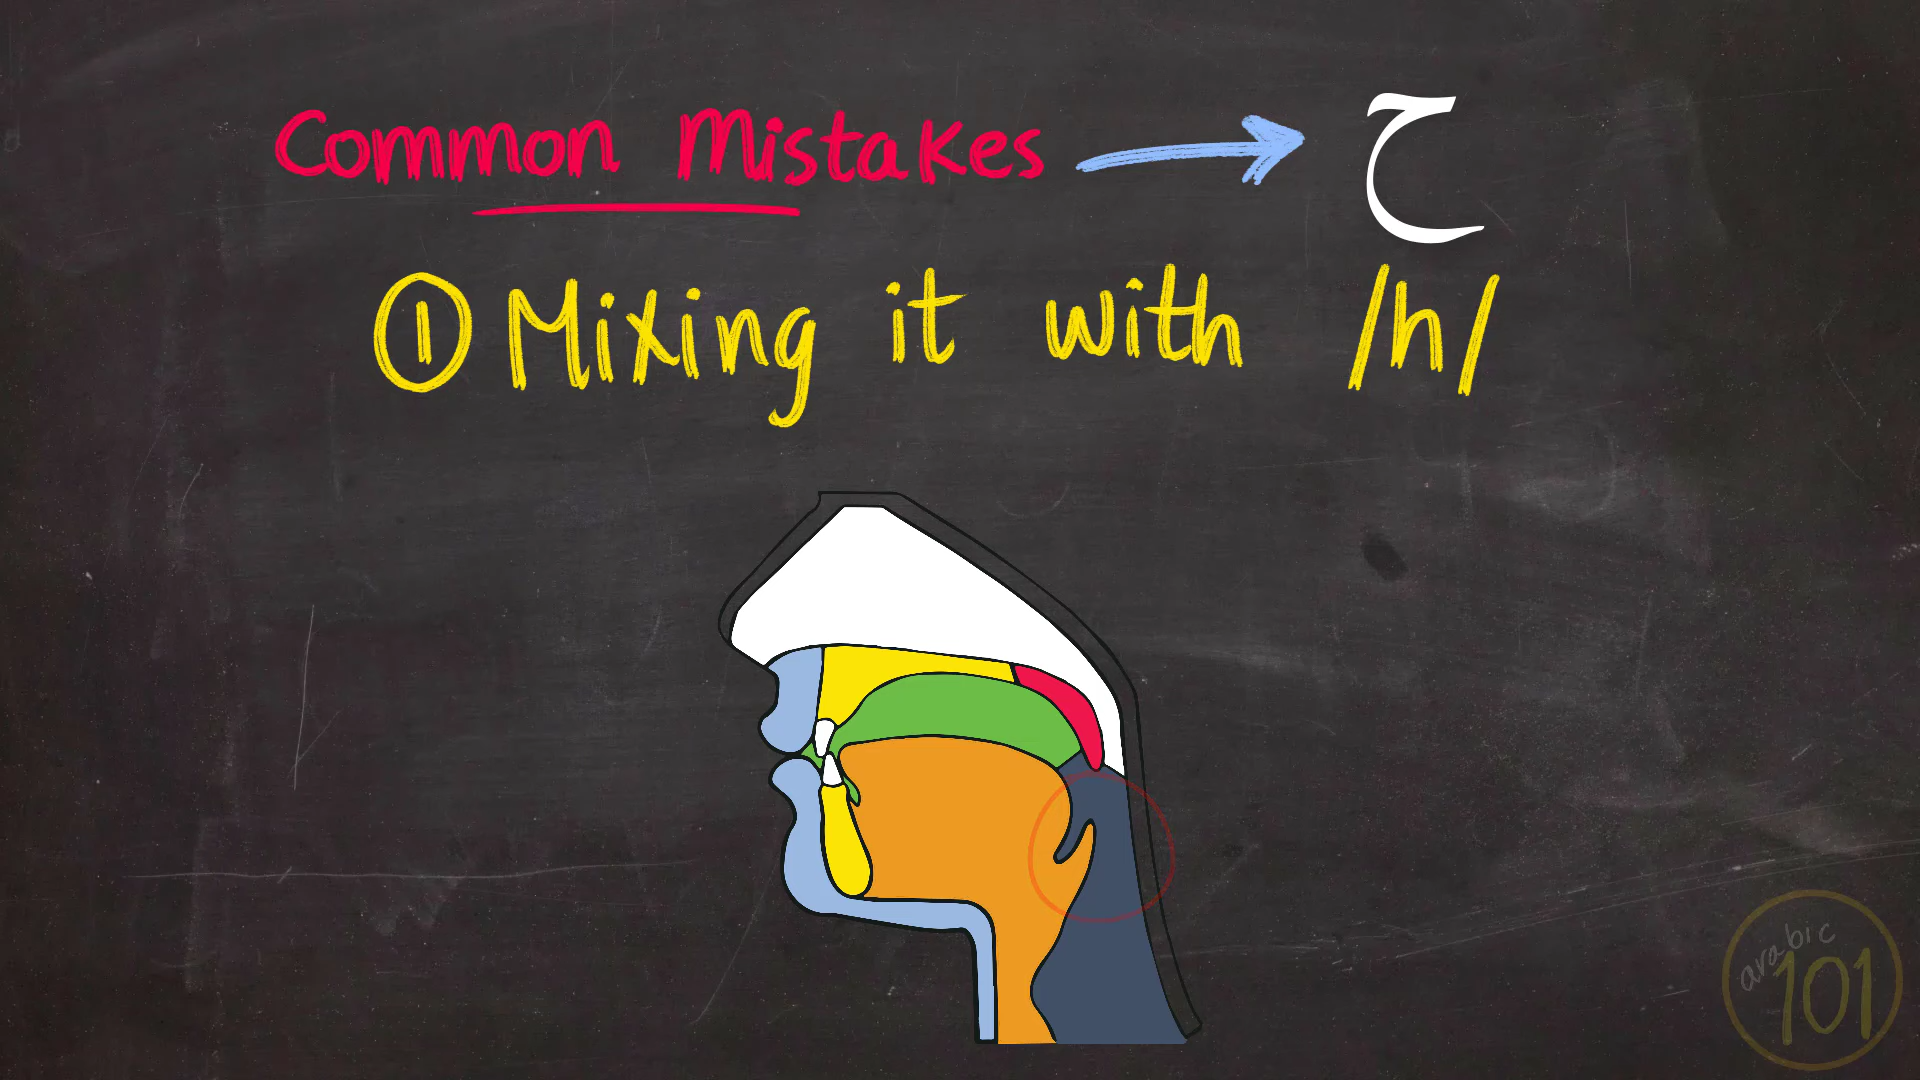 Common Mistakes → ح
① Mixing it with /h/
arabic
101